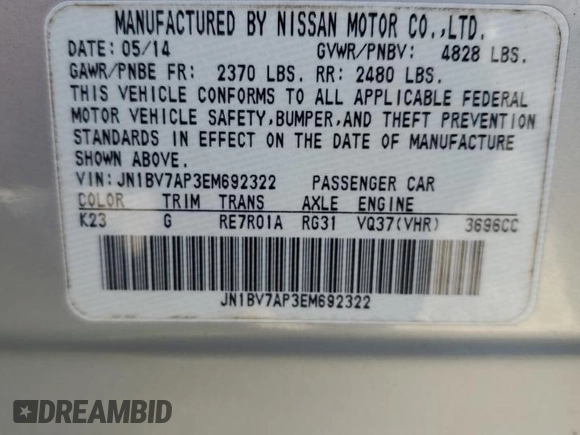 MANUFACTURED BY NISSAN MOTOR CO.,LTD.
DATE: 05/14 GVWR/PNBV: 4828 LBS.
GAWR/PNBE FR: 2370 LBS. RR: 2480 LBS.
THIS VEHICLE CONFORMS TO ALL APPLICABLE FEDERAL
MOTOR VEHICLE SAFETY,BUMPER,AND THEFT PREVENTION
STANDARDS IN EFFECT ON THE DATE OF MANUFACTURE
SHOWN ABOVE.
VIN:JN1BV7AP3EM692322 PASSENGER CAR
COLOR TRIM TRANS AXLE ENGINE
K23 G RE7R01A RG31 VQ37(VHR) 3696CC
JN1BV7AP3EM692322
DREAMBID